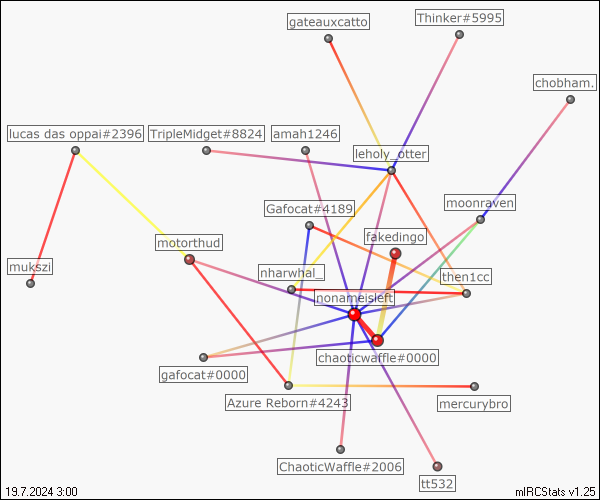 Thinker#5995
gateauxcatto
chobham.
lucas das oppai#2396
TripleMidget#8824
amah1246
leholy_otter
moonraven
Gafocat#4189
fakedingo
motorthud
mukszi
nharwhal_
then1cc
nonameisleft
chaoticwaffle#0000
gafocat#0000
Azure Reborn#4243
mercurybro
ChaoticWaffle#2006
tt532
19.7.2024 3:00
mIRCStats v1.25